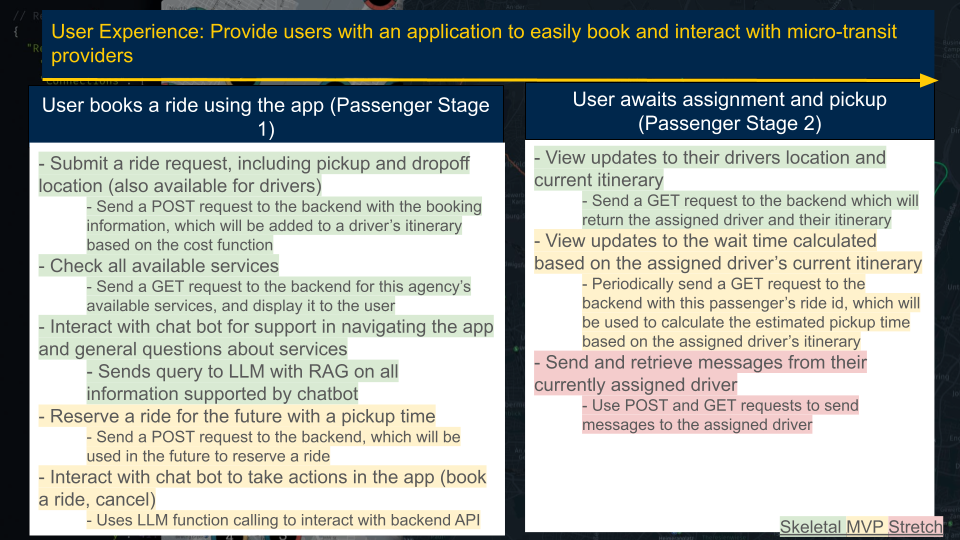 // R
{
"Re
User Experience: Provide users with an application to easily book and interact with micro-transit
providers
User books a ride using the app (Passenger Stage
1)
- Submit a ride request, including pickup and dropoff
location (also available for drivers)
- Send a POST request to the backend with the booking
information, which will be added to a driver's itinerary
based on the cost function
- Check all available services
- Send a GET request to the backend for this agency's
available services, and display it to the user
- Interact with chat bot for support in navigating the app
and general questions about services
- Sends query to LLM with RAG on all
information supported by chatbot
- Reserve a ride for the future with a pickup time
- Send a POST request to the backend, which will be
used in the future to reserve a ride
- Interact with chat bot to take actions in the app (book
a ride, cancel)
- Uses LLM function calling to interact with backend API
User awaits assignment and pickup
(Passenger Stage 2)
- View updates to their drivers location and
current itinerary
- Send a GET request to the backend which will
return the assigned driver and their itinerary
- View updates to the wait time calculated
based on the assigned driver's current itinerary
- Periodically send a GET request to the
backend with this passenger's ride id, which will
be used to calculate the estimated pickup time
based on the assigned driver's itinerary
- Send and retrieve messages from their
currently assigned driver
- Use POST and GET requests to send
messages to the assigned driver
Skeletal MVP Stretch